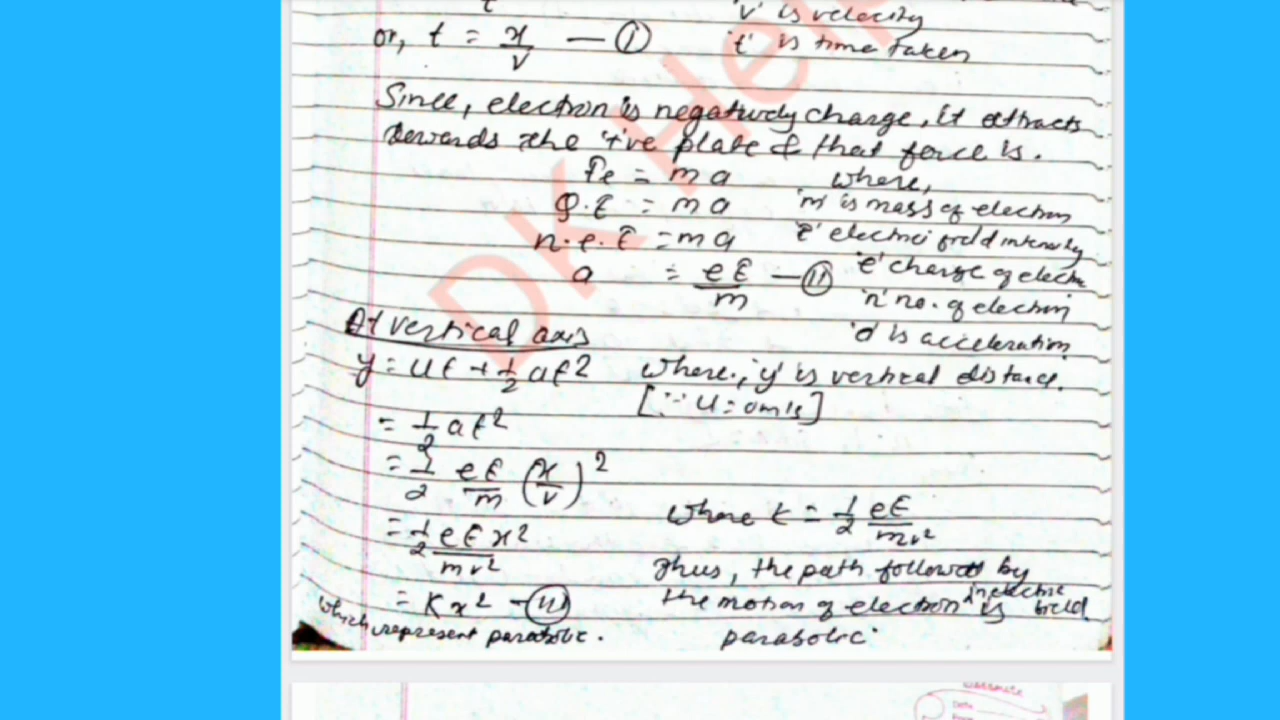 t
'v' is velocity
or, t = x/v — (i)
't' is time taken
Since, electron is negatively charge, it attracts
towards the '+ve plate & that force is.
Fe = ma where,
Q.E = ma 'm' is mass of electron
n.e.E = ma 'E' electric field intensity
a = eE/m — (ii) 'e' charge of electron
'n' no. of electron
'a' is acceleration
At vertical axis
y = ut + 1/2 at² where, 'y' is vertical distance.
[∵ u = 0m/s]
= 1/2 at²
= 1/2 eE/m (x/v)²
= 1/2 eEx²/mv² where k = 1/2 eE/mv²
Thus, the path followed by
= Kx² — (iii) the motion of electron in electric field is
which represent parabolic. parabolic.
DK Hel
classmate
Date